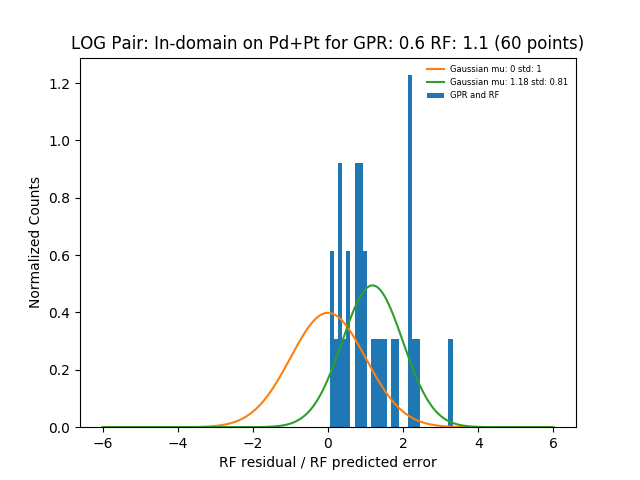 LOG Pair: In-domain on Pd+Pt for GPR: 0.6 RF: 1.1 (60 points)
Gaussian mu: 0 std: 1
Gaussian mu: 1.18 std: 0.81
GPR and RF
Normalized Counts
1.2
1.0
0.8
0.6
0.4
0.2
0.0
−6
−4
−2
0
2
4
6
RF residual / RF predicted error